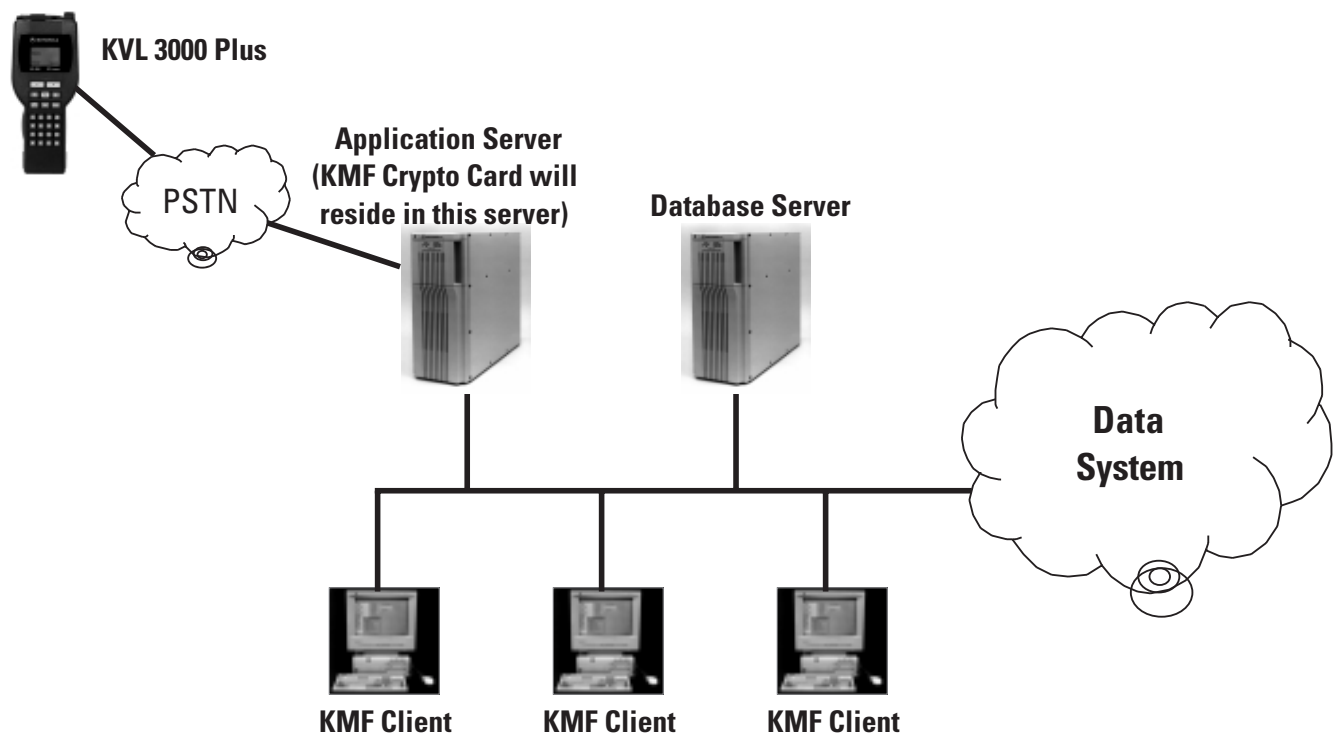 KVL 3000 Plus
Application Server
(KMF Crypto Card will
reside in this server)
Database Server
PSTN
Data
System
KMF Client
KMF Client
KMF Client